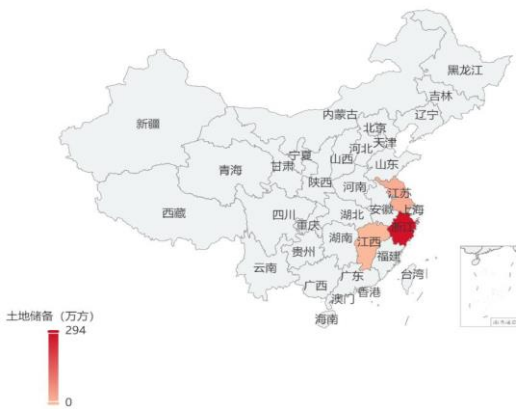 黑龙江
吉林
辽宁
内蒙古
新疆
北京
天津
河北
山西
宁夏
山东
青海
甘肃
陕西
河南
江苏
西藏
四川
重庆
湖北
安徽
上海
湖南
江西
贵州
福建
云南
广西
广东
台湾
澳门
香港
海南
土地储备（万方）
294
0